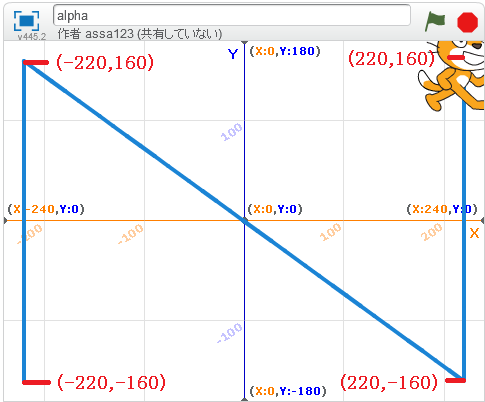 alpha
v445.2
作者 assa123 (共有していない)
Y
(X:0,Y:180)
(-220,160)
(220,160)
100
(X:-240,Y:0)
(X:0,Y:0)
(X:240,Y:0)
-200
-100
100
200
X
-100
(-220,-160)
(220,-160)
(X:0,Y:-180)